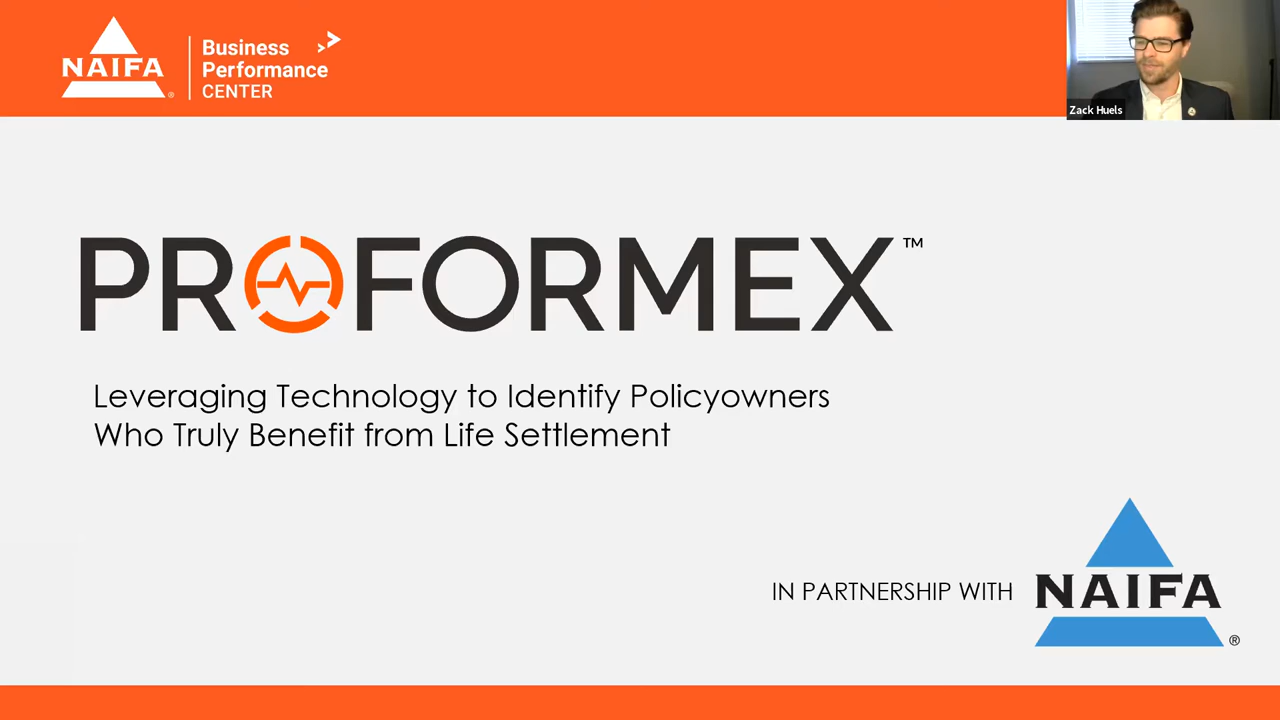 NAIFA
®
Business
Performance
CENTER
Zack Huels
PROFORMEX™
Leveraging Technology to Identify Policyowners
Who Truly Benefit from Life Settlement
IN PARTNERSHIP WITH
NAIFA
®